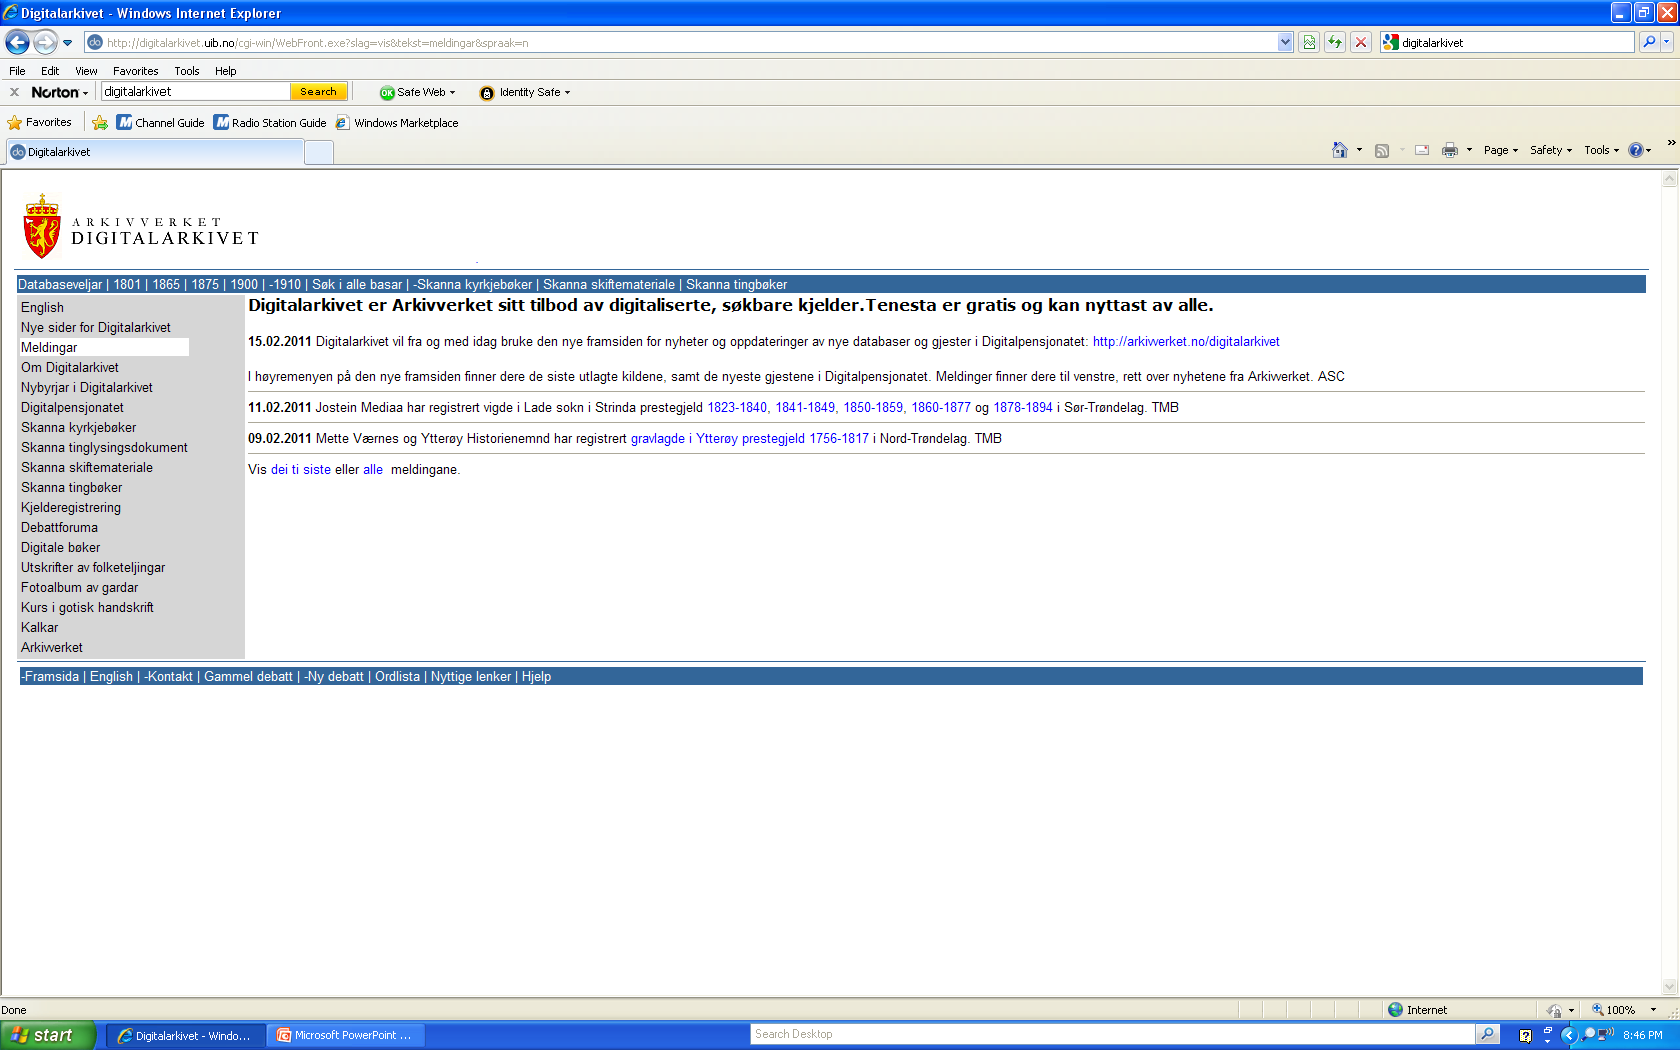 Digitalarkivet - Windows Internet Explorer
http://digitalarkivet.uib.no/cgi-win/WebFront.exe?slag=vis&tekst=meldingar&spraak=n
digitalarkivet
File Edit View Favorites Tools Help
X Norton digitalarkivet Search OK Safe Web Identity Safe
Favorites Channel Guide Radio Station Guide Windows Marketplace
Digitalarkivet
Page Safety Tools
ARKIVVERKET
DIGITALARKIVET
Databaseveljar | 1801 | 1865 | 1875 | 1900 | -1910 | Søk i alle basar | -Skanna kyrkjebøker | Skanna skiftemateriale | Skanna tingbøker
English
Nye sider for Digitalarkivet
Meldingar
Om Digitalarkivet
Nybyrjar i Digitalarkivet
Digitalpensjonatet
Skanna kyrkjebøker
Skanna tinglysingsdokument
Skanna skiftemateriale
Skanna tingbøker
Kjelderegistrering
Debattforuma
Digitale bøker
Utskrifter av folketeljingar
Fotoalbum av gardar
Kurs i gotisk handskrift
Kalkar
Arkivverket
Digitalarkivet er Arkivverket sitt tilbod av digitaliserte, søkbare kjelder.Tenesta er gratis og kan nyttast av alle.
15.02.2011 Digitalarkivet vil fra og med idag bruke den nye framsiden for nyheter og oppdateringer av nye databaser og gjester i Digitalpensjonatet: http://arkivverket.no/digitalarkivet
I høyremenyen på den nye framsiden finner dere de siste utlagte kildene, samt de nyeste gjestene i Digitalpensjonatet. Meldinger finner dere til venstre, rett over nyhetene fra Arkivverket. ASC
11.02.2011 Jostein Mediaa har registrert vigde i Lade sokn i Strinda prestegjeld 1823-1840, 1841-1849, 1850-1859, 1860-1877 og 1878-1894 i Sør-Trøndelag. TMB
09.02.2011 Mette Værnes og Ytterøy Historienemnd har registrert gravlagde i Ytterøy prestegjeld 1756-1817 i Nord-Trøndelag. TMB
Vis dei ti siste eller alle meldingane.
-Framsida | English | -Kontakt | Gammel debatt | -Ny debatt | Ordlista | Nyttige lenker | Hjelp
Done Internet 100%
start Digitalarkivet - Windo... Microsoft PowerPoint ... Search Desktop 8:46 PM